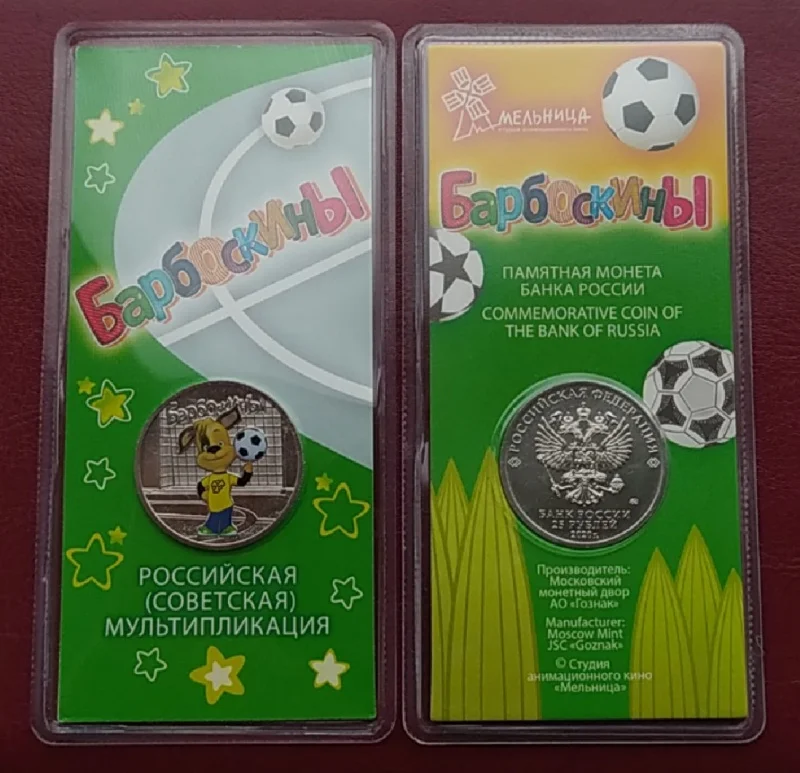 Барбоскины
Барбоскины
РОССИЙСКАЯ
(СОВЕТСКАЯ)
МУЛЬТИПЛИКАЦИЯ
МЕЛЬНИЦА
Барбоскины
ПАМЯТНАЯ МОНЕТА
БАНКА РОССИИ
COMMEMORATIVE COIN OF
THE BANK OF RUSSIA
РОССИЙСКАЯ ФЕДЕРАЦИЯ
БАНК РОССИИ
25 РУБЛЕЙ
2020 г.
Производитель:
Московский
монетный двор
АО «Гознак»
Manufacturer:
Moscow Mint
JSC «Goznak»
© Студия
анимационного кино
«Мельница»